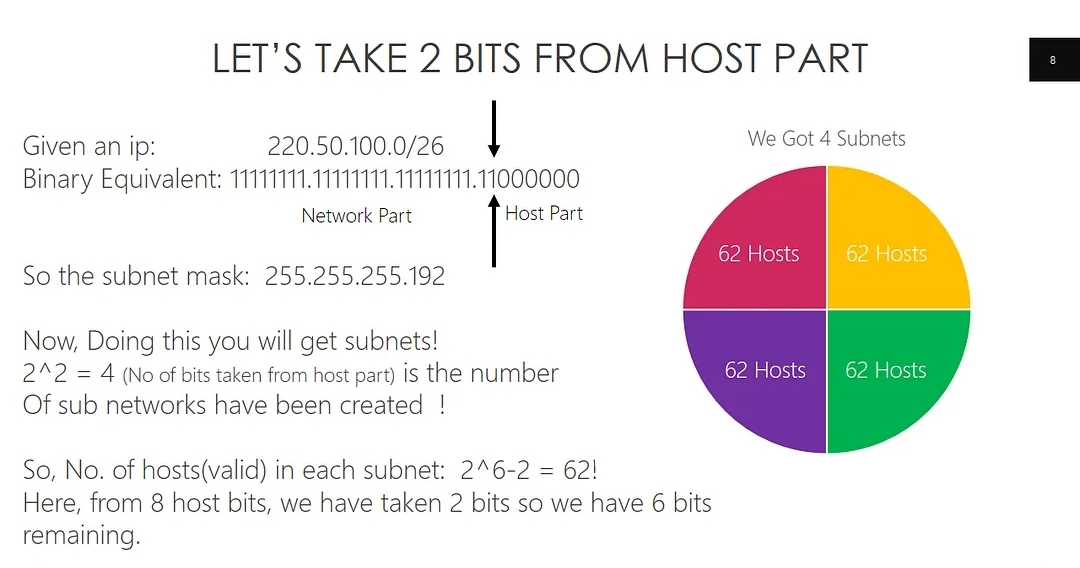 LET'S TAKE 2 BITS FROM HOST PART
8
Given an ip: 220.50.100.0/26
Binary Equivalent: 11111111.11111111.11111111.11000000
Network Part
Host Part
So the subnet mask: 255.255.255.192
Now, Doing this you will get subnets!
2^2 = 4 (No of bits taken from host part) is the number
Of sub networks have been created !
So, No. of hosts(valid) in each subnet: 2^6-2 = 62!
Here, from 8 host bits, we have taken 2 bits so we have 6 bits
remaining.
We Got 4 Subnets
62 Hosts
62 Hosts
62 Hosts
62 Hosts